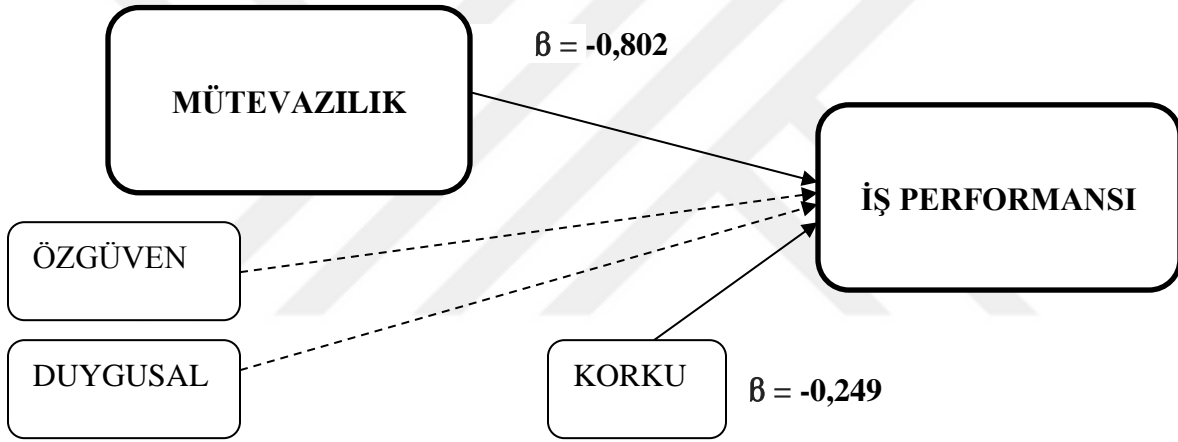 β = -0,802
MÜTEVAZILIK
İŞ PERFORMANSI
ÖZGÜVEN
DUYGUSAL
KORKU
β = -0,249